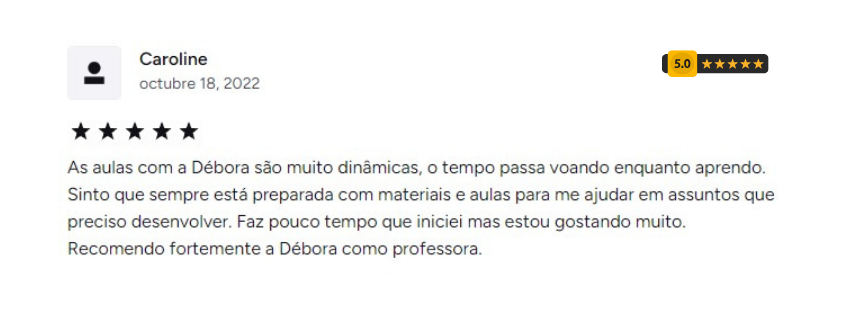 Caroline
octubre 18, 2022
5.0
As aulas com a Débora são muito dinâmicas, o tempo passa voando enquanto aprendo.
Sinto que sempre está preparada com materiais e aulas para me ajudar em assuntos que
preciso desenvolver. Faz pouco tempo que iniciei mas estou gostando muito.
Recomendo fortemente a Débora como professora.